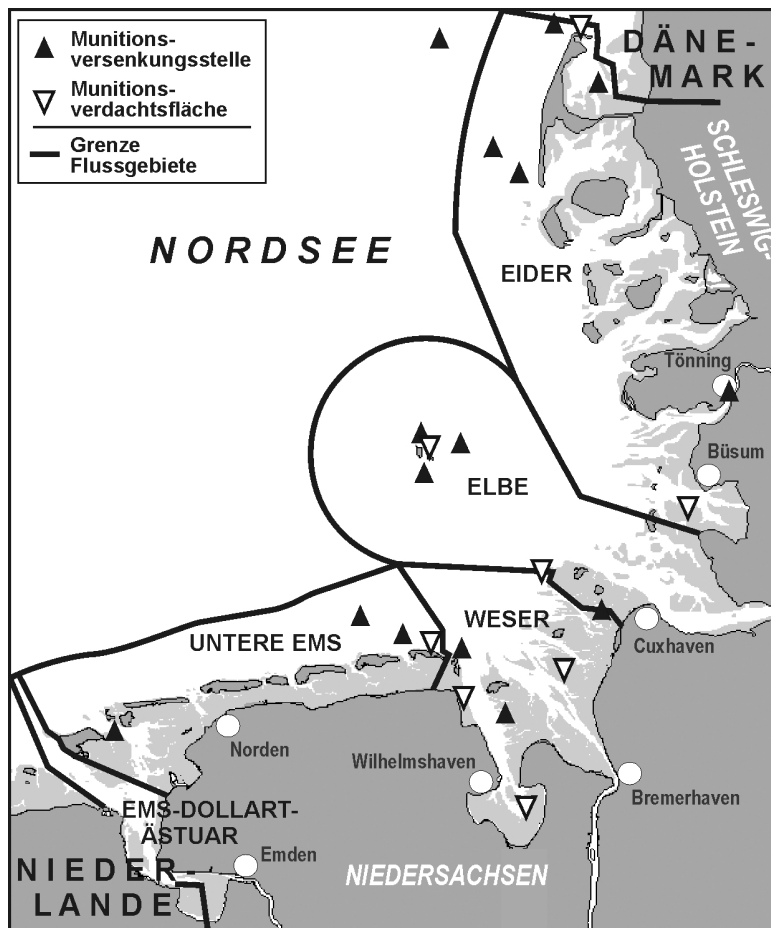 Munitions-
versenkungsstelle
Munitions-
verdachtsfläche
Grenze
Flussgebiete
DÄNE-
MARK
SCHLESWIG-
HOLSTEIN
NORDSEE
EIDER
Tönning
Büsum
ELBE
WESER
UNTERE EMS
Cuxhaven
Norden
Wilhelmshaven
Bremerhaven
EMS-DOLLART-
ÄSTUAR
Emden
NIEDERSACHSEN
NIEDER-
LANDE